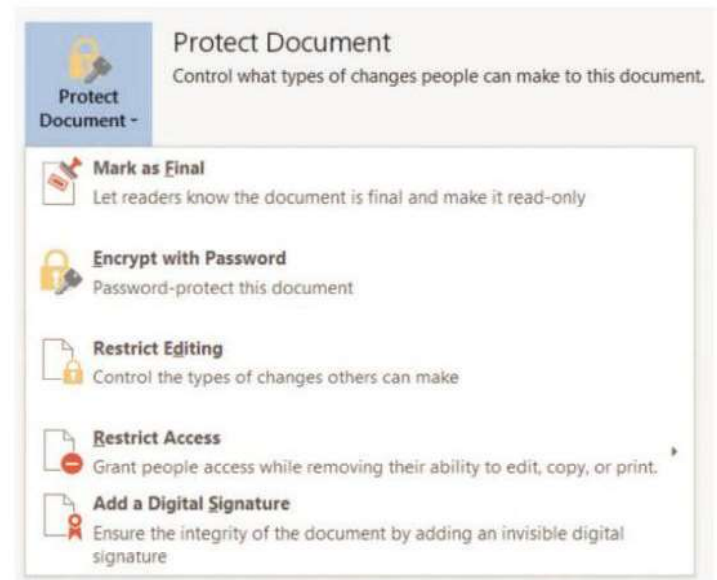 Protect Document
Control what types of changes people can make to this document.
Protect
Document
Mark as Final
Let readers know the document is final and make it read-only
Encrypt with Password
Password-protect this document
Restrict Editing
Control the types of changes others can make
Restrict Access
Grant people access while removing their ability to edit, copy, or print.
Add a Digital Signature
Ensure the integrity of the document by adding an invisible digital
signature